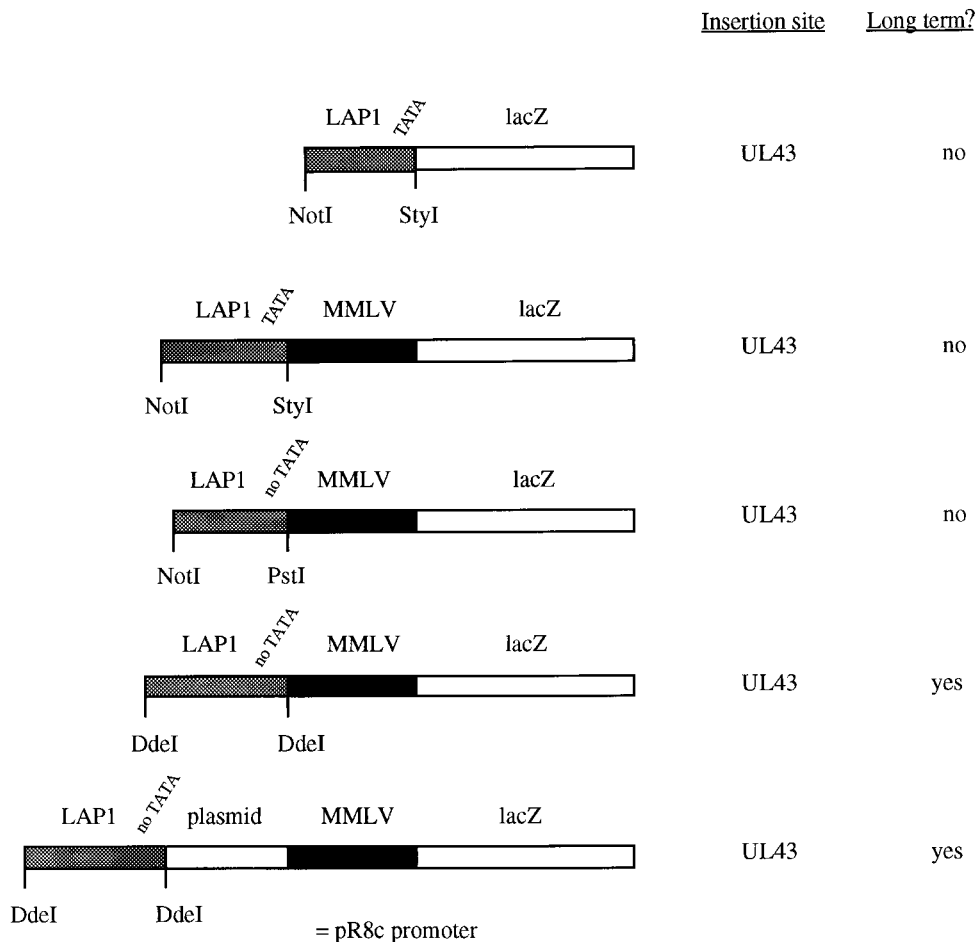 Insertion site Long term?
LAP1 TATA lacZ
UL43 no
NotI StyI
LAP1 TATA MMLV lacZ
UL43 no
NotI StyI
LAP1 no TATA MMLV lacZ
UL43 no
NotI PstI
LAP1 no TATA MMLV lacZ
UL43 yes
DdeI DdeI
LAP1 no TATA plasmid MMLV lacZ
UL43 yes
DdeI DdeI
= pR8c promoter